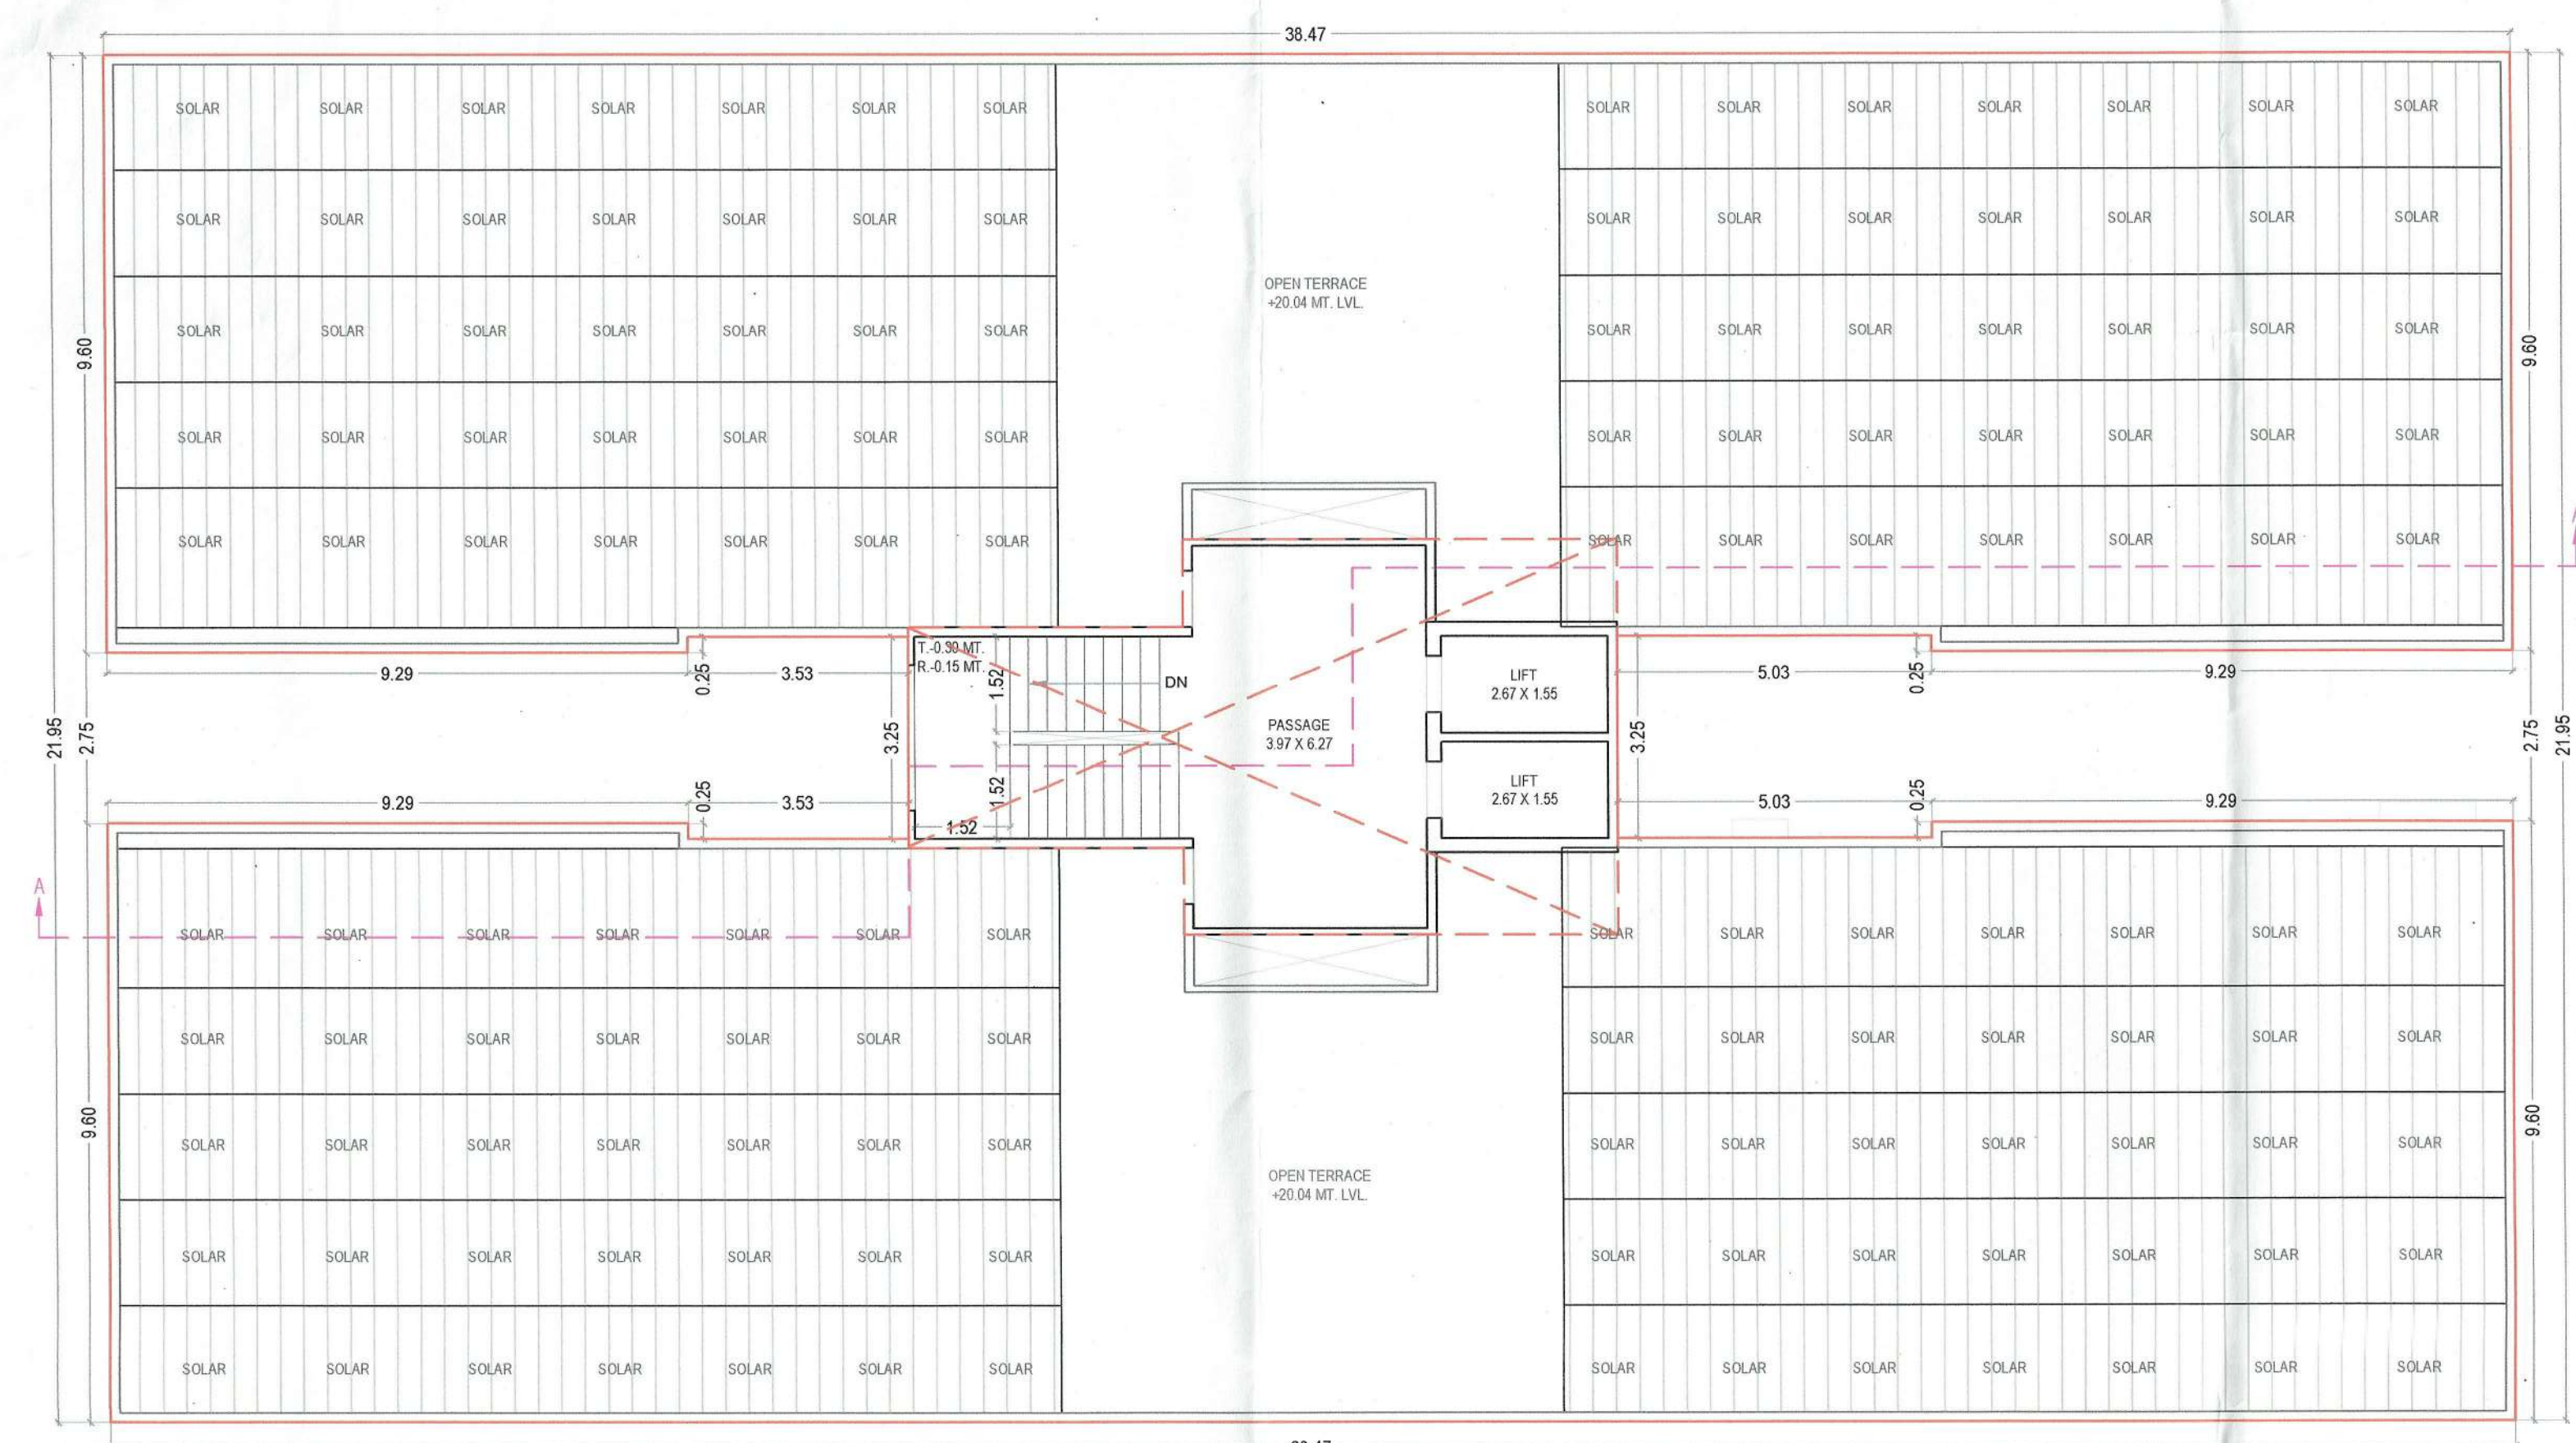 38.47
SOLAR SOLAR SOLAR SOLAR SOLAR SOLAR SOLAR SOLAR SOLAR SOLAR SOLAR SOLAR SOLAR SOLAR
SOLAR SOLAR SOLAR SOLAR SOLAR SOLAR SOLAR SOLAR SOLAR SOLAR SOLAR SOLAR SOLAR SOLAR
OPEN TERRACE
+20.04 MT. LVL.
SOLAR SOLAR SOLAR SOLAR SOLAR SOLAR SOLAR SOLAR SOLAR SOLAR SOLAR SOLAR SOLAR SOLAR
9.60 9.60
SOLAR SOLAR SOLAR SOLAR SOLAR SOLAR SOLAR SOLAR SOLAR SOLAR SOLAR SOLAR SOLAR SOLAR
SOLAR SOLAR SOLAR SOLAR SOLAR SOLAR SOLAR SOLAR SOLAR SOLAR SOLAR SOLAR SOLAR SOLAR
T.-0.30 MT.
R.-0.15 MT.
9.29 0.25 3.53 1.52 DN
LIFT
2.67 X 1.55
5.03 0.25 9.29
21.95 2.75 3.25
PASSAGE
3.97 X 6.27
3.25 2.75 21.95
9.29 0.25 3.53 1.52
1.52
LIFT
2.67 X 1.55
5.03 0.25 9.29
A
SOLAR SOLAR SOLAR SOLAR SOLAR SOLAR SOLAR SOLAR SOLAR SOLAR SOLAR SOLAR SOLAR SOLAR
SOLAR SOLAR SOLAR SOLAR SOLAR SOLAR SOLAR SOLAR SOLAR SOLAR SOLAR SOLAR SOLAR SOLAR
9.60 9.60
SOLAR SOLAR SOLAR SOLAR SOLAR SOLAR SOLAR SOLAR SOLAR SOLAR SOLAR SOLAR SOLAR SOLAR
OPEN TERRACE
+20.04 MT. LVL.
SOLAR SOLAR SOLAR SOLAR SOLAR SOLAR SOLAR SOLAR SOLAR SOLAR SOLAR SOLAR SOLAR SOLAR
SOLAR SOLAR SOLAR SOLAR SOLAR SOLAR SOLAR SOLAR SOLAR SOLAR SOLAR SOLAR SOLAR SOLAR